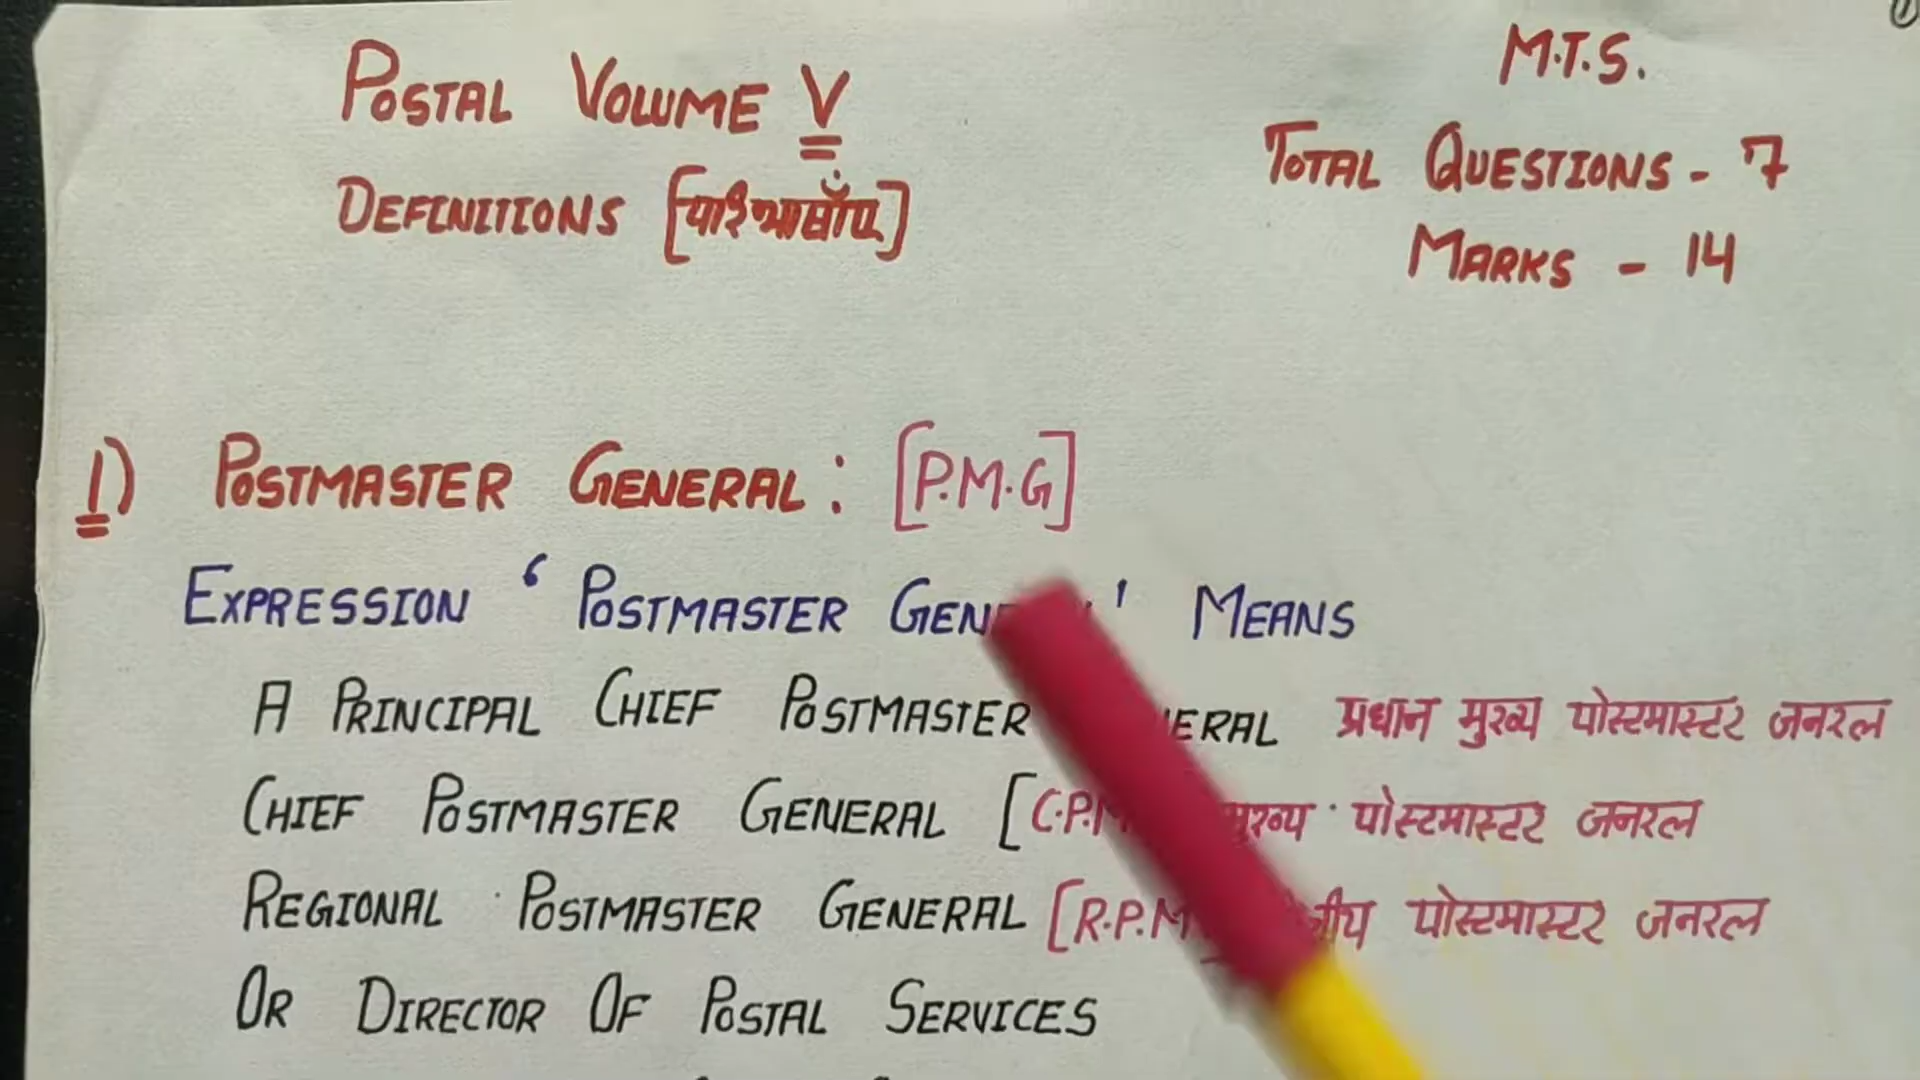 POSTAL VOLUME V
DEFINITIONS [परिभाषाएँ]
M.T.S.
TOTAL QUESTIONS - 7
MARKS - 14
1
1) POSTMASTER GENERAL : [P.M.G]
EXPRESSION ‘ POSTMASTER ' MEANS
A PRINCIPAL CHIEF POSTMASTER प्रधान मुख्य पोस्टमास्टर जनरल
CHIEF POSTMASTER GENERAL [ पोस्टमास्टर जनरल
REGIONAL POSTMASTER GENERAL [ पोस्टमास्टर जनरल
OR DIRECTOR OF POSTAL SERVICES